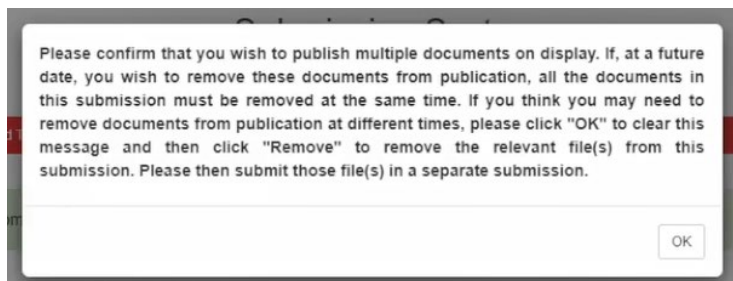 Please confirm that you wish to publish multiple documents on display. If, at a future
date, you wish to remove these documents from publication, all the documents in
this submission must be removed at the same time. If you think you may need to
remove documents from publication at different times, please click "OK" to clear this
message and then click "Remove" to remove the relevant file(s) from this
submission. Please then submit those file(s) in a separate submission.
OK